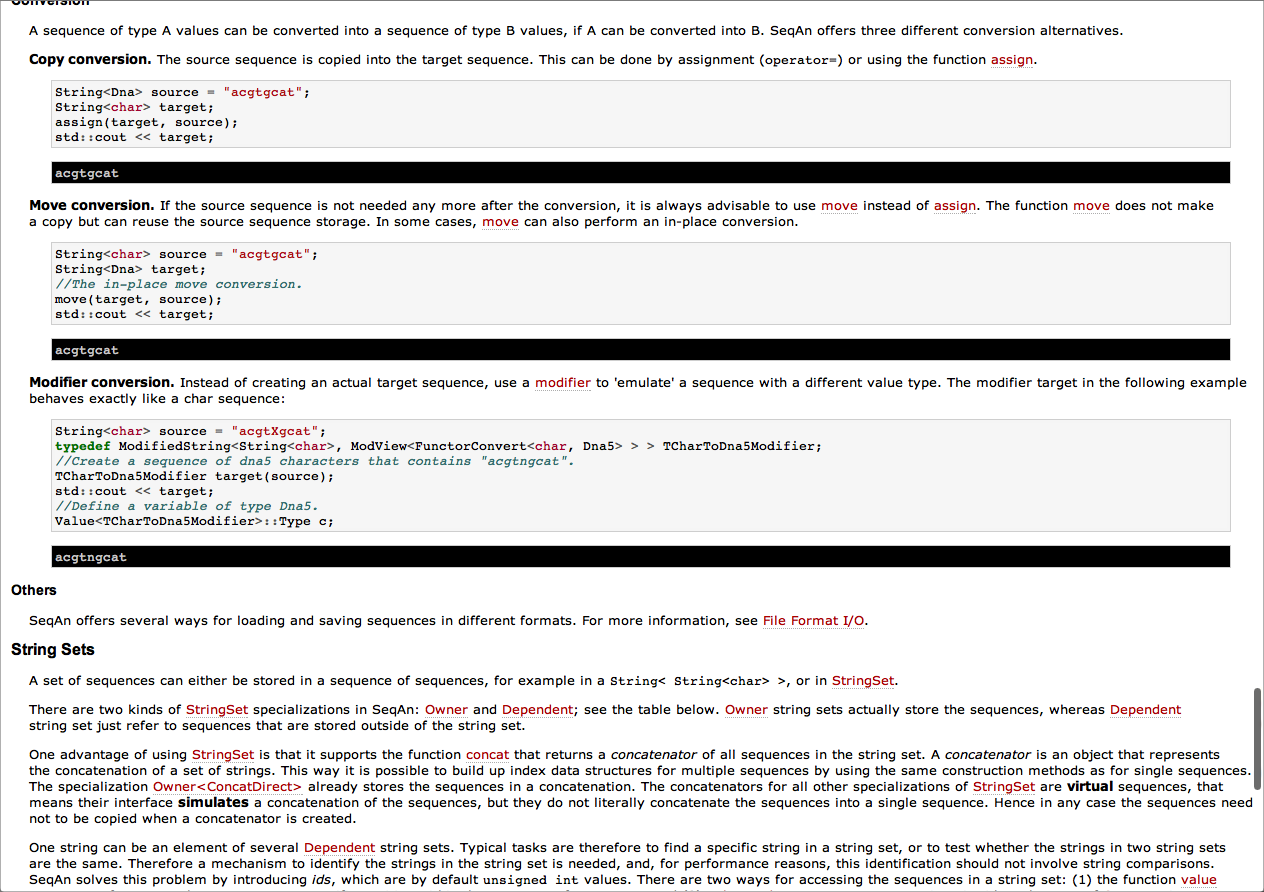 Conversion
A sequence of type A values can be converted into a sequence of type B values, if A can be converted into B. SeqAn offers three different conversion alternatives.
Copy conversion. The source sequence is copied into the target sequence. This can be done by assignment (operator=) or using the function assign.
String<Dna> source = "acgtgcat";
String<char> target;
assign(target, source);
std::cout << target;
acgtgcat
Move conversion. If the source sequence is not needed any more after the conversion, it is always advisable to use move instead of assign. The function move does not make
a copy but can reuse the source sequence storage. In some cases, move can also perform an in-place conversion.
String<char> source = "acgtgcat";
String<Dna> target;
//The in-place move conversion.
move(target, source);
std::cout << target;
acgtgcat
Modifier conversion. Instead of creating an actual target sequence, use a modifier to 'emulate' a sequence with a different value type. The modifier target in the following example
behaves exactly like a char sequence:
String<char> source = "acgtXgcat";
typedef ModifiedString<String<char>, ModView<FunctorConvert<char, Dna5> > > TCharToDna5Modifier;
//Create a sequence of dna5 characters that contains "acgtngcat".
TCharToDna5Modifier target(source);
std::cout << target;
//Define a variable of type Dna5.
Value<TCharToDna5Modifier>::Type c;
acgtngcat
Others
SeqAn offers several ways for loading and saving sequences in different formats. For more information, see File Format I/O.
String Sets
A set of sequences can either be stored in a sequence of sequences, for example in a String< String<char> >, or in StringSet.
There are two kinds of StringSet specializations in SeqAn: Owner and Dependent; see the table below. Owner string sets actually store the sequences, whereas Dependent
string set just refer to sequences that are stored outside of the string set.
One advantage of using StringSet is that it supports the function concat that returns a concatenator of all sequences in the string set. A concatenator is an object that represents
the concatenation of a set of strings. This way it is possible to build up index data structures for multiple sequences by using the same construction methods as for single sequences.
The specialization Owner<ConcatDirect> already stores the sequences in a concatenation. The concatenators for all other specializations of StringSet are virtual sequences, that
means their interface simulates a concatenation of the sequences, but they do not literally concatenate the sequences into a single sequence. Hence in any case the sequences need
not to be copied when a concatenator is created.
One string can be an element of several Dependent string sets. Typical tasks are therefore to find a specific string in a string set, or to test whether the strings in two string sets
are the same. Therefore a mechanism to identify the strings in the string set is needed, and, for performance reasons, this identification should not involve string comparisons.
SeqAn solves this problem by introducing ids, which are by default unsigned int values. There are two ways for accessing the sequences in a string set: (1) the function value